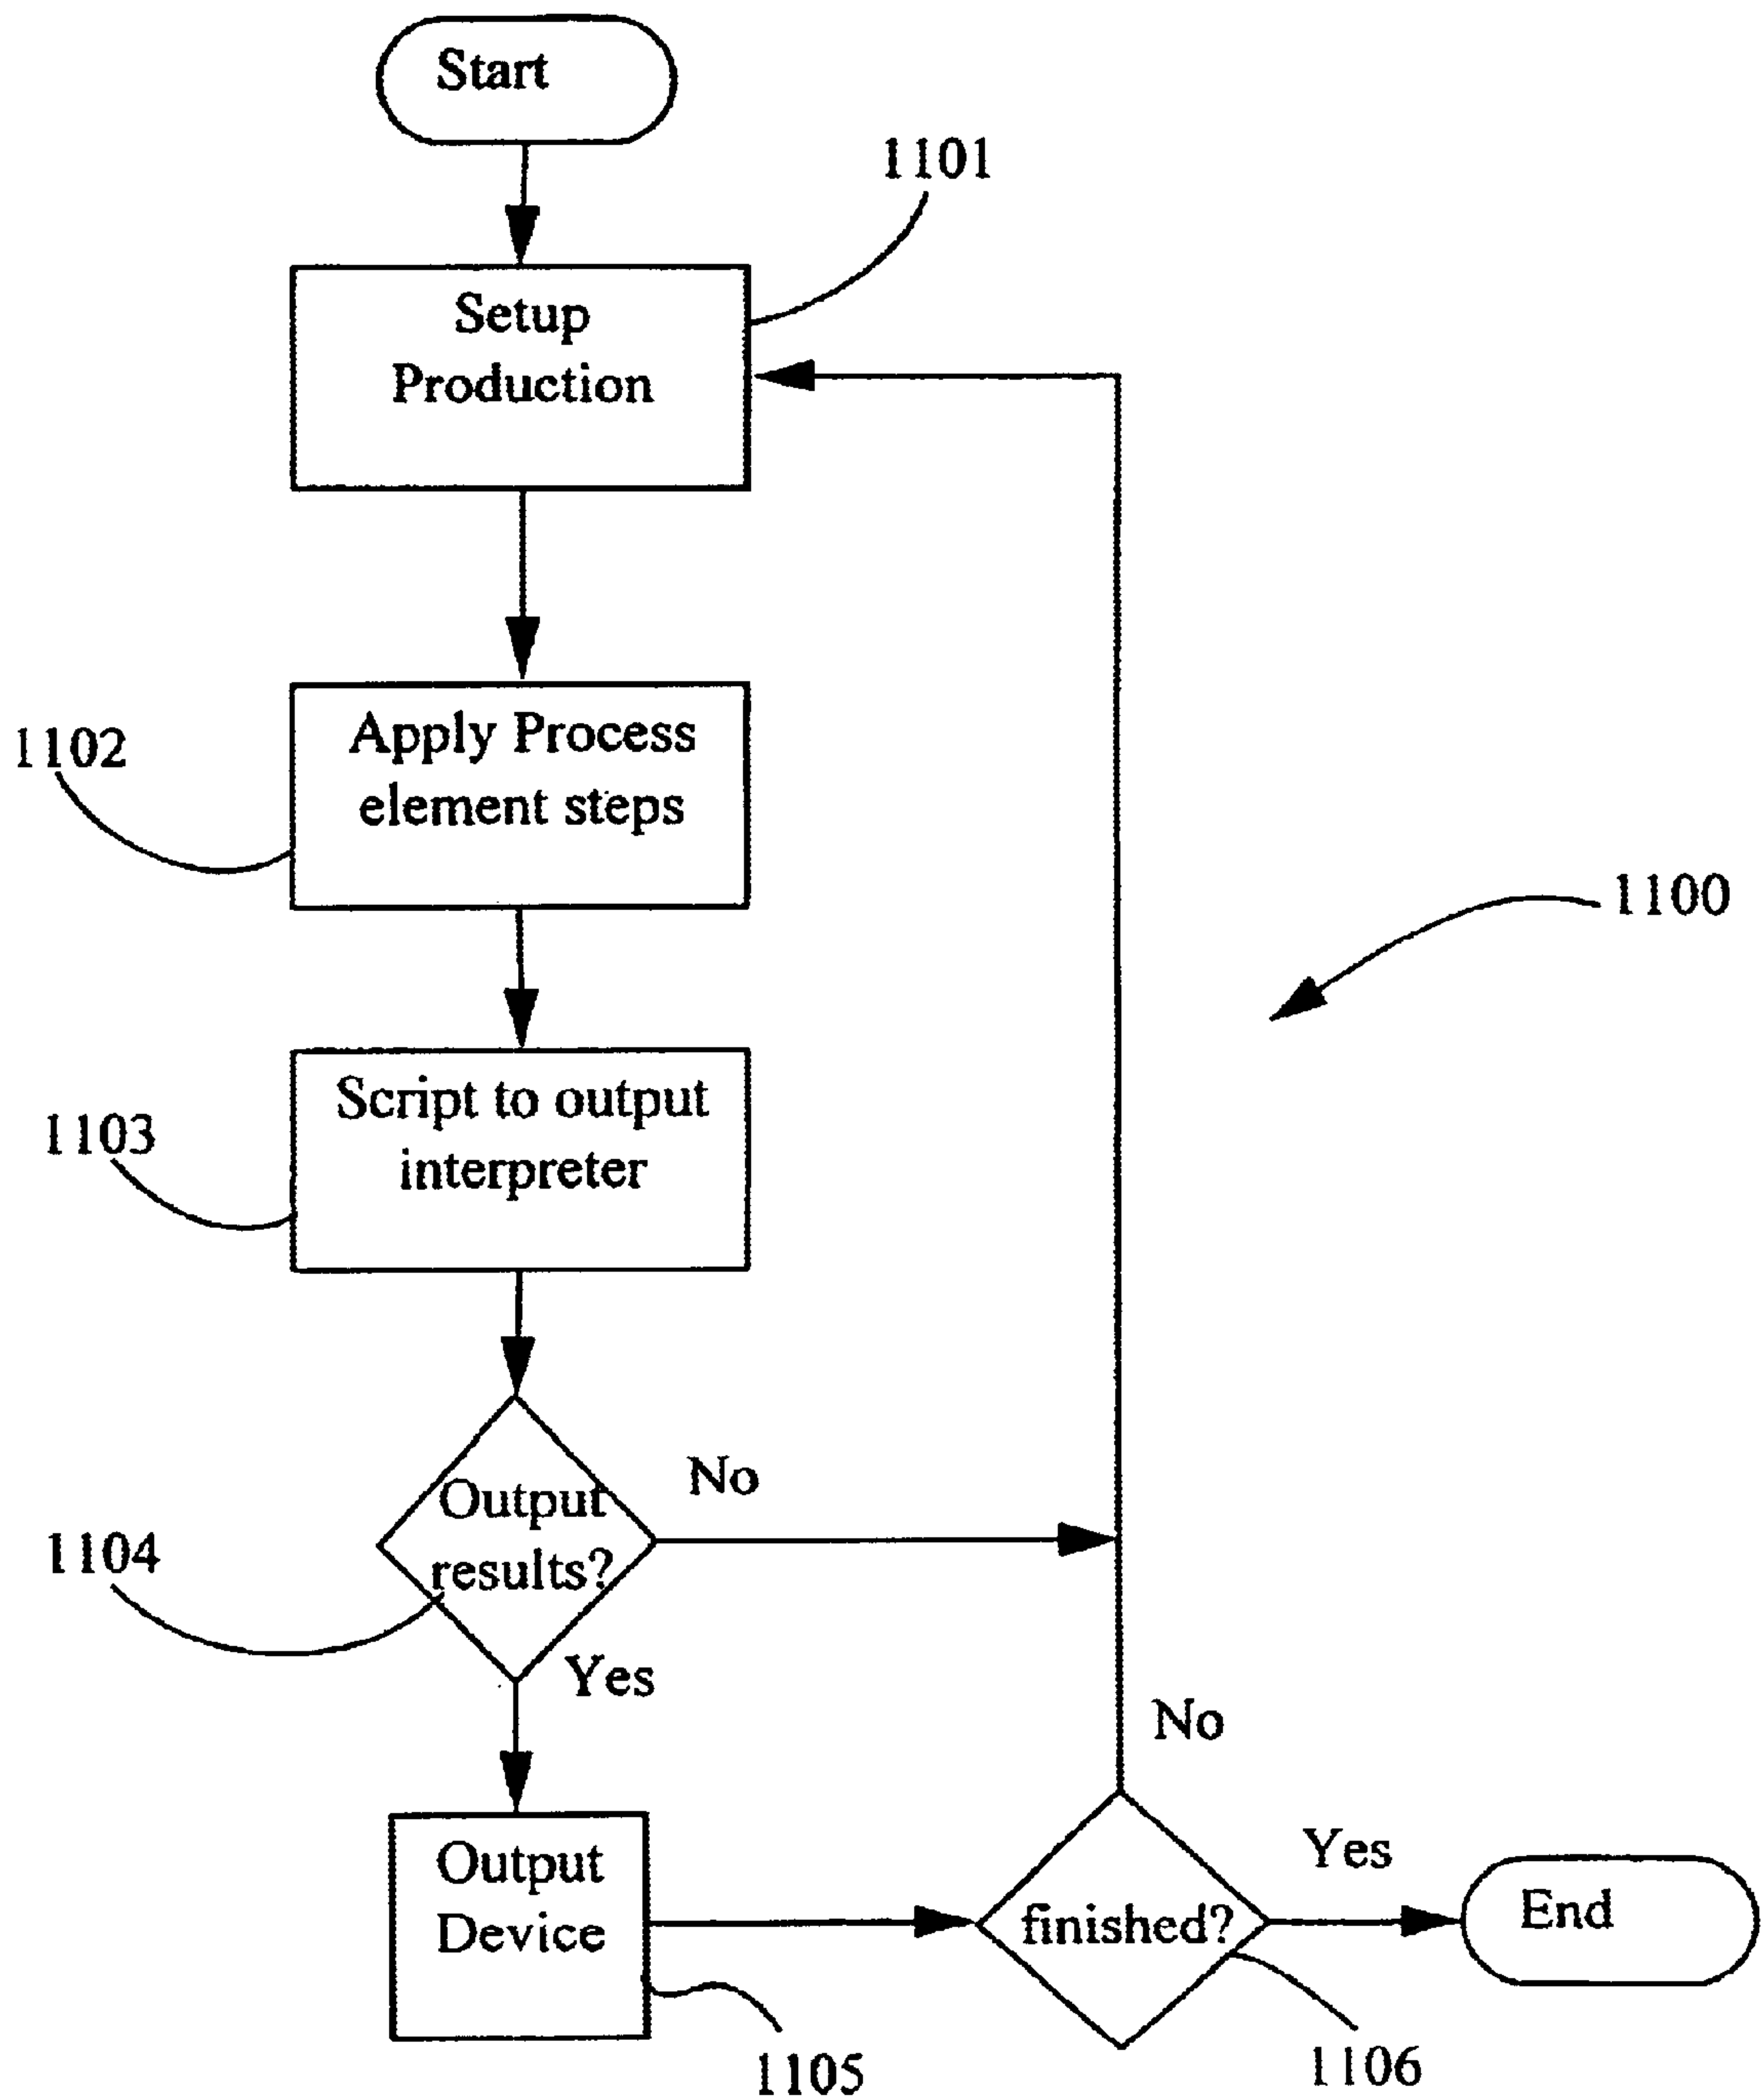 Start
1101
Setup
Production
1102
Apply Process
element steps
1100
1103
Script to output
interpreter
1104
Output
results?
No
Yes
No
Output
Device
1105
finished?
1106
Yes
End